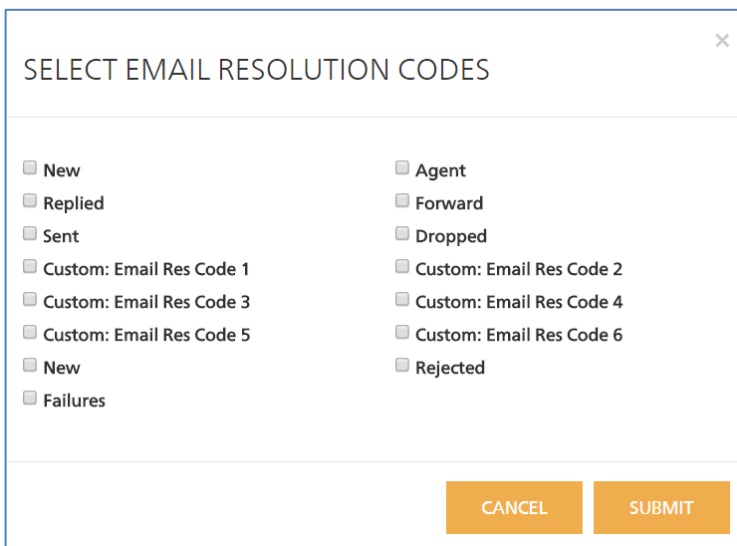 ×
SELECT EMAIL RESOLUTION CODES
New
Agent
Replied
Forward
Sent
Dropped
Custom: Email Res Code 1
Custom: Email Res Code 2
Custom: Email Res Code 3
Custom: Email Res Code 4
Custom: Email Res Code 5
Custom: Email Res Code 6
New
Rejected
Failures
CANCEL
SUBMIT